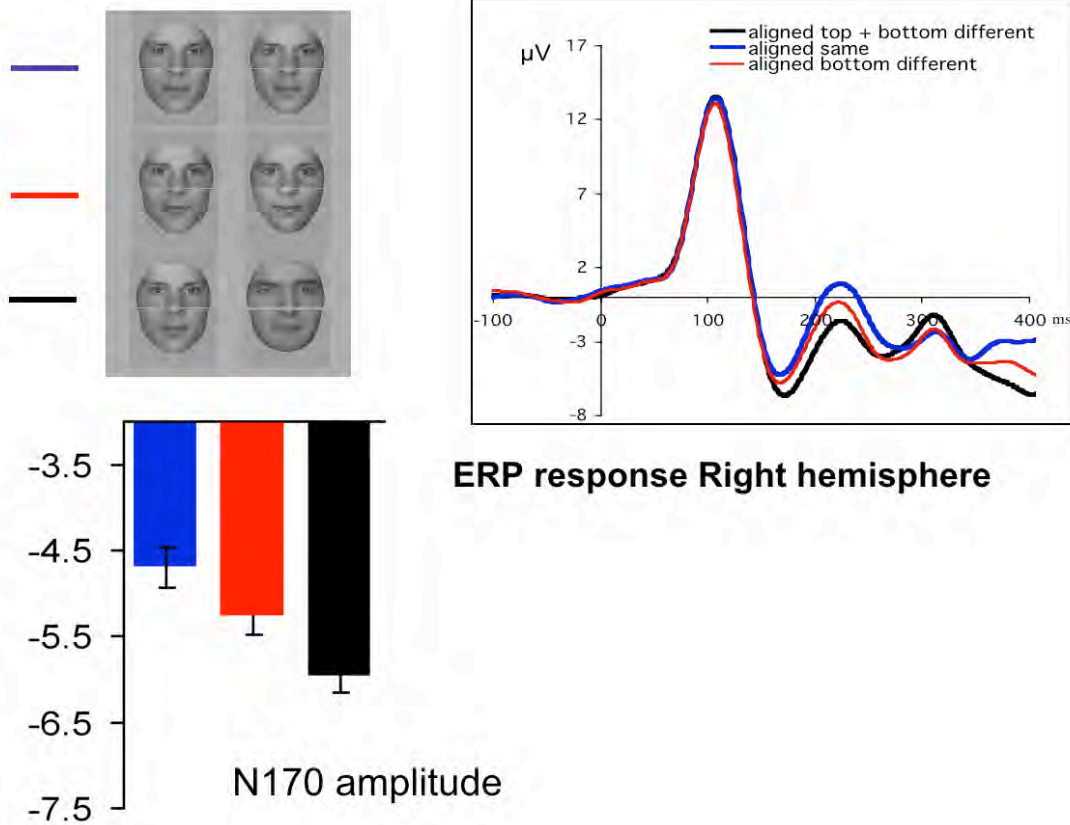 µV
17
12
7
2
-3
-8
aligned top + bottom different
aligned same
aligned bottom different
-100
0
100
200
300
400 ms
ERP response Right hemisphere
-3.5
-4.5
-5.5
-6.5
-7.5
N170 amplitude